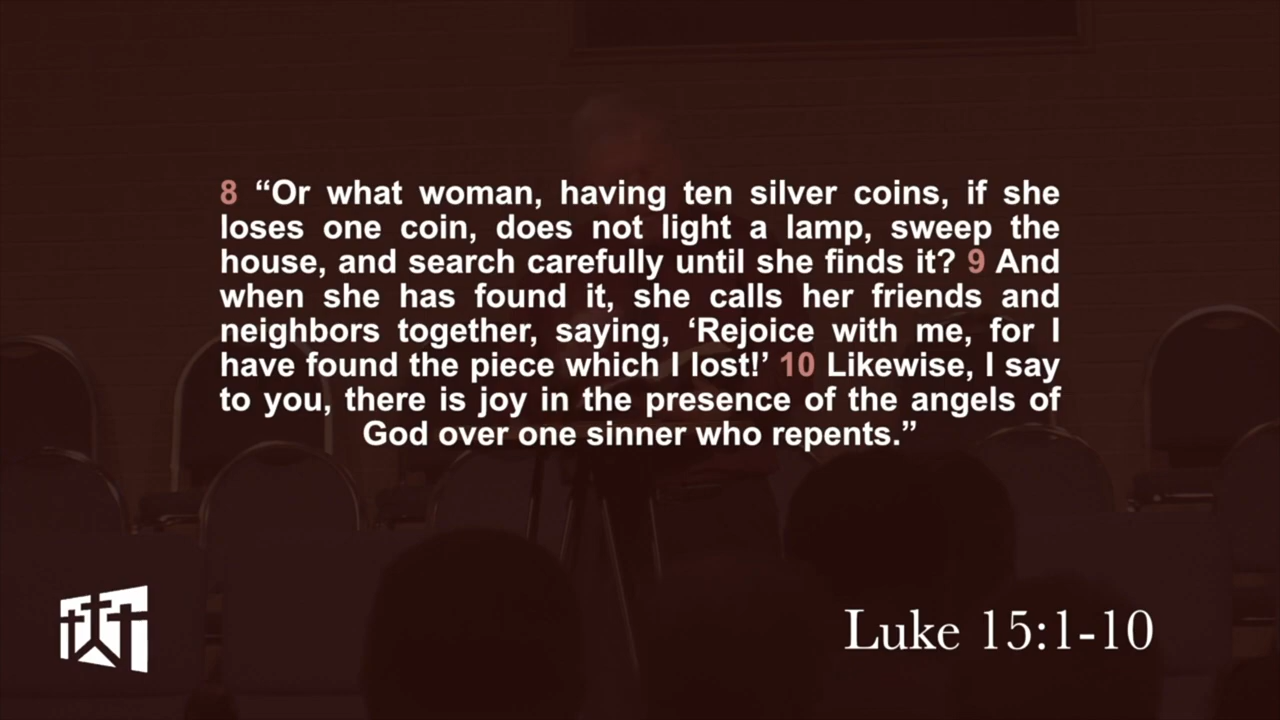 8 “Or what woman, having ten silver coins, if she
loses one coin, does not light a lamp, sweep the
house, and search carefully until she finds it? 9 And
when she has found it, she calls her friends and
neighbors together, saying, ‘Rejoice with me, for I
have found the piece which I lost!’ 10 Likewise, I say
to you, there is joy in the presence of the angels of
God over one sinner who repents.”
Luke 15:1-10